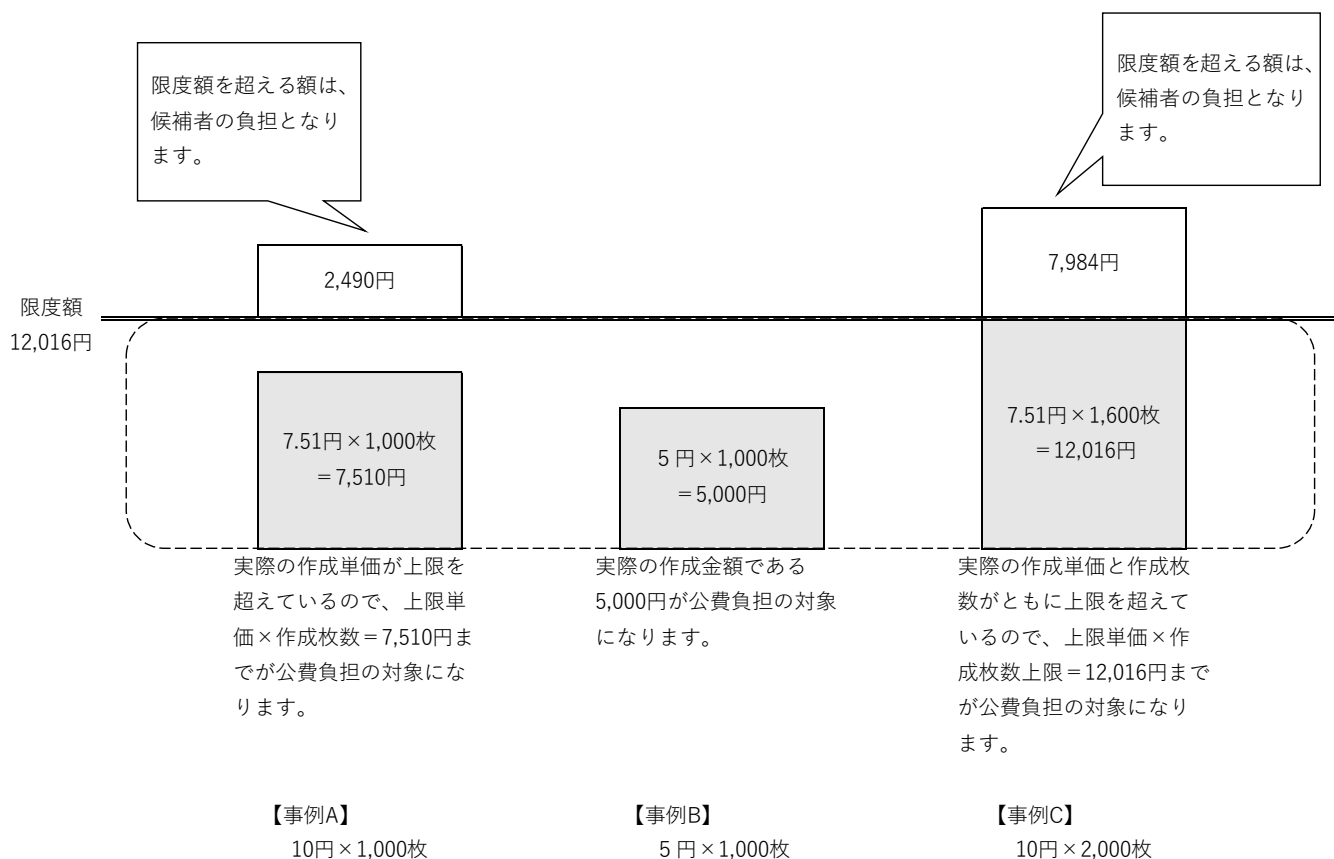 限度額を超える額は、
候補者の負担となり
ます。
限度額を超える額は、
候補者の負担となり
ます。
2,490円
7,984円
限度額
12,016円
7.51円×1,000枚
＝7,510円
5 円×1,000枚
＝5,000円
7.51円×1,600枚
＝12,016円
実際の作成単価が上限を
超えているので、上限単
価×作成枚数＝7,510円ま
でが公費負担の対象にな
ります。
実際の作成金額である
5,000円が公費負担の対象
になります。
実際の作成単価と作成枚
数がともに上限を超えて
いるので、上限単価×作
成枚数上限＝12,016円まで
が公費負担の対象になり
ます。
【事例A】
10円×1,000枚
【事例B】
5 円×1,000枚
【事例C】
10円×2,000枚